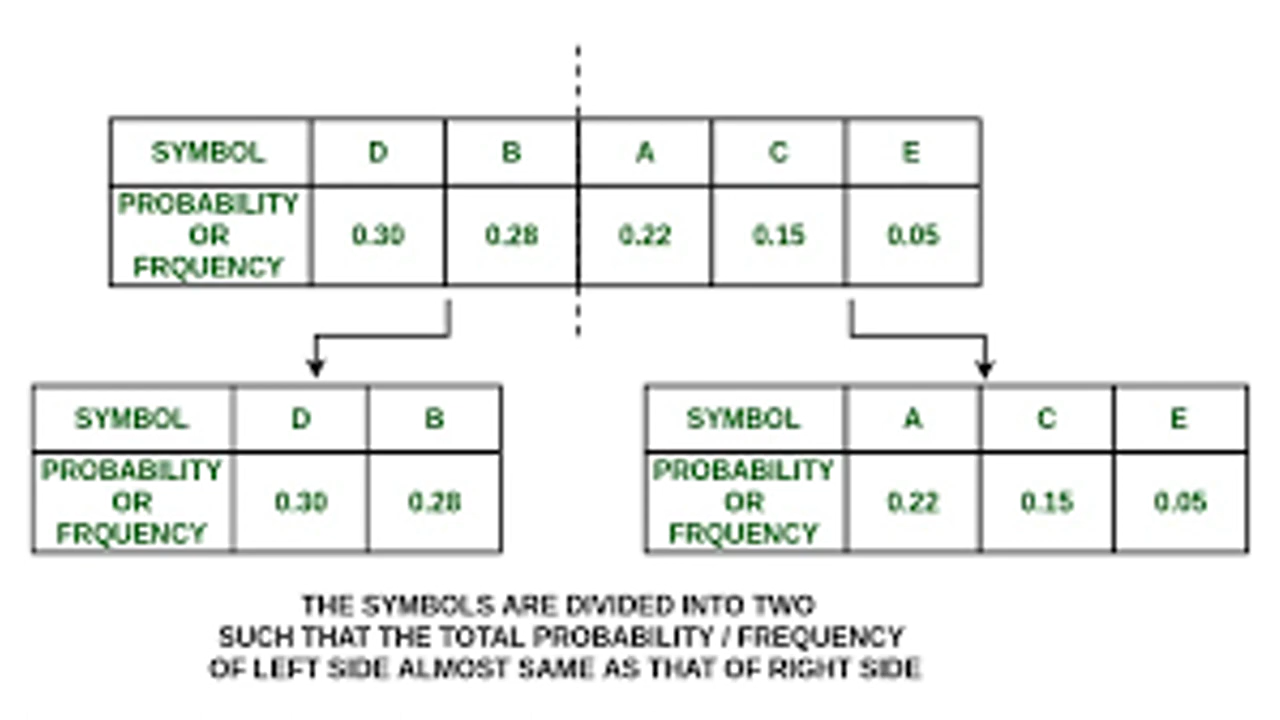 SYMBOL D B A C E
PROBABILITY
OR
FRQUENCY
0.30 0.28 0.22 0.15 0.05
SYMBOL D B
PROBABILITY
OR
FRQUENCY
0.30 0.28
SYMBOL A C E
PROBABILITY
OR
FRQUENCY
0.22 0.15 0.05
THE SYMBOLS ARE DIVIDED INTO TWO
SUCH THAT THE TOTAL PROBABILITY / FREQUENCY
OF LEFT SIDE ALMOST SAME AS THAT OF RIGHT SIDE